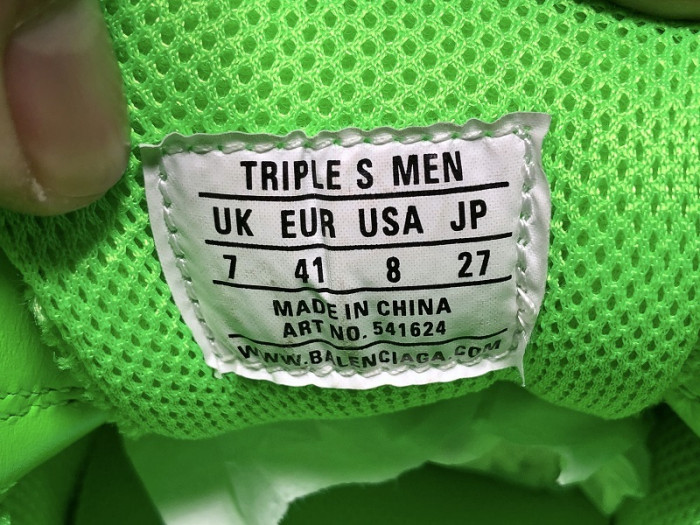 TRIPLE S MEN
UK EUR USA JP
7 41 8 27
MADE IN CHINA
ART NO. 541624
WWW.BALENCIAGA.COM